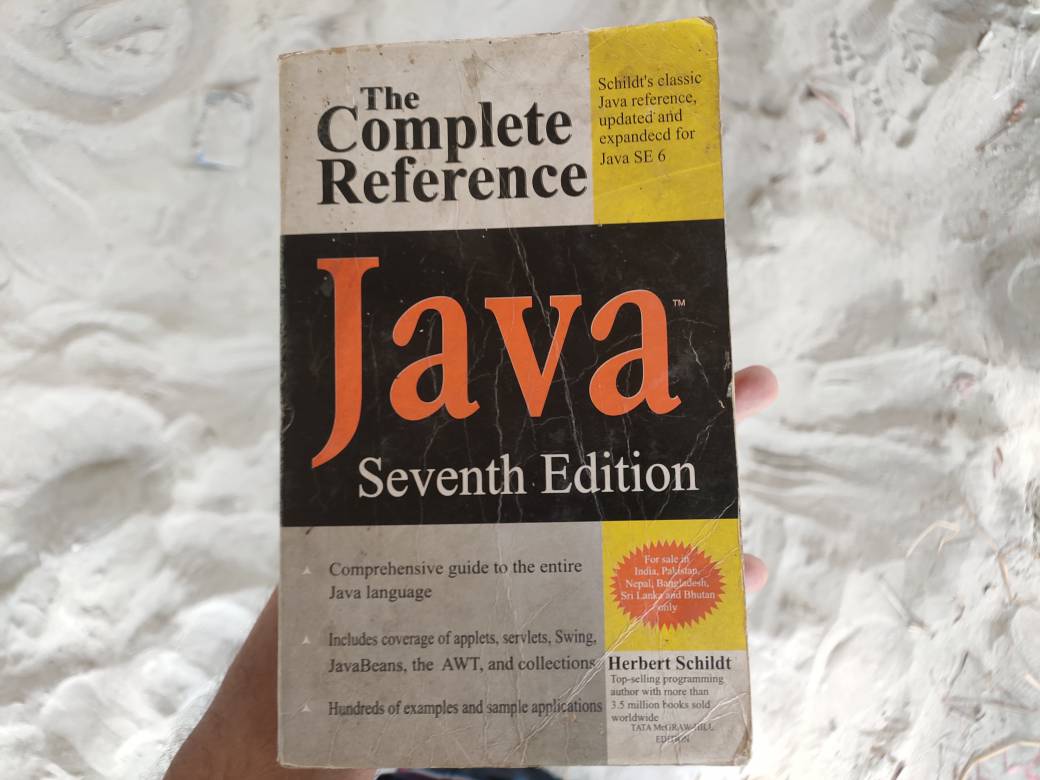 The
Complete
Reference
Schildt's classic
Java reference,
updated and
expandecd for
Java SE 6
Java™
Seventh Edition
Comprehensive guide to the entire
Java language
Includes coverage of applets, servlets, Swing,
JavaBeans, the AWT, and collections
Hundreds of examples and sample applications
For sale in
India, Pakistan,
Nepal, Bangladesh,
Sri Lanka and Bhutan
only
Herbert Schildt
Top-selling programming
author with more than
3.5 million books sold
worldwide
TATA McGRAW-HILL
EDITION